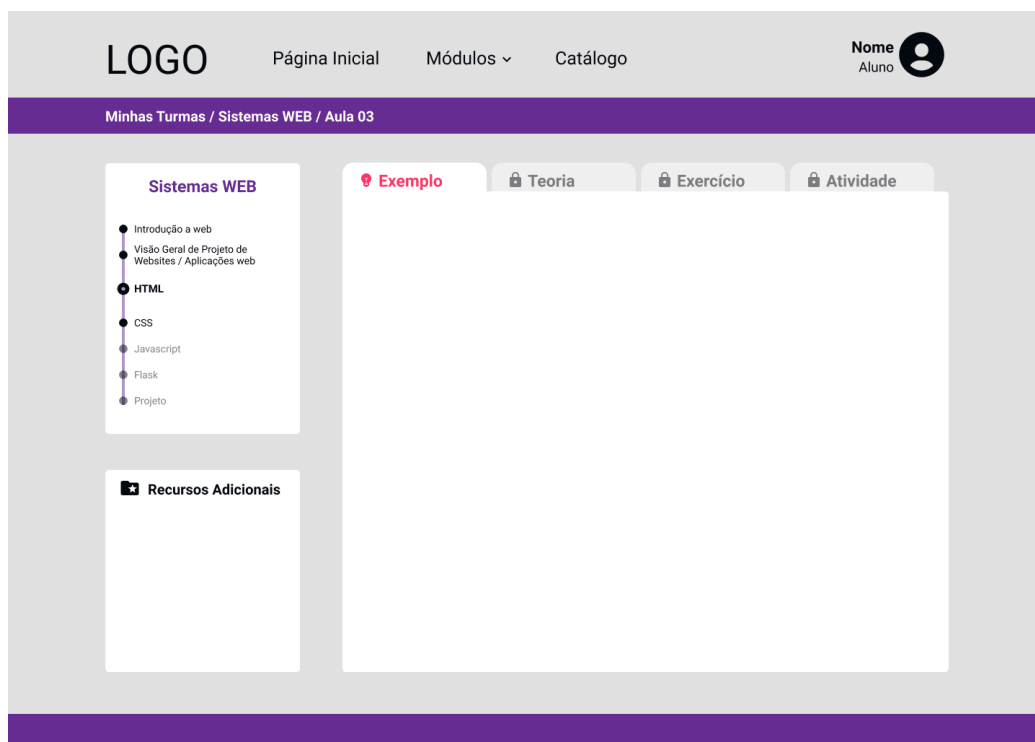 LOGO
Página Inicial
Módulos
Catálogo
Nome
Aluno
Minhas Turmas / Sistemas WEB / Aula 03
Sistemas WEB
Introdução a web
Visão Geral de Projeto de
Websites / Aplicações web
HTML
CSS
Javascript
Flask
Projeto
Recursos Adicionais
Exemplo
Teoria
Exercício
Atividade